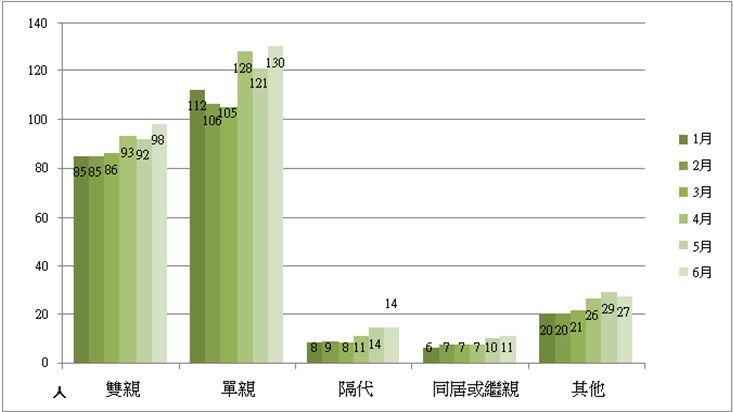 140
120
100
80
60
40
20
0
85 85 86 93 92 98
112 106 105 128 121 130
8 9 8 11 14 14
6 7 7 7 10 11
20 20 21 26 29 27
人 雙親 單親 隔代 同居或繼親 其他
1月
2月
3月
4月
5月
6月